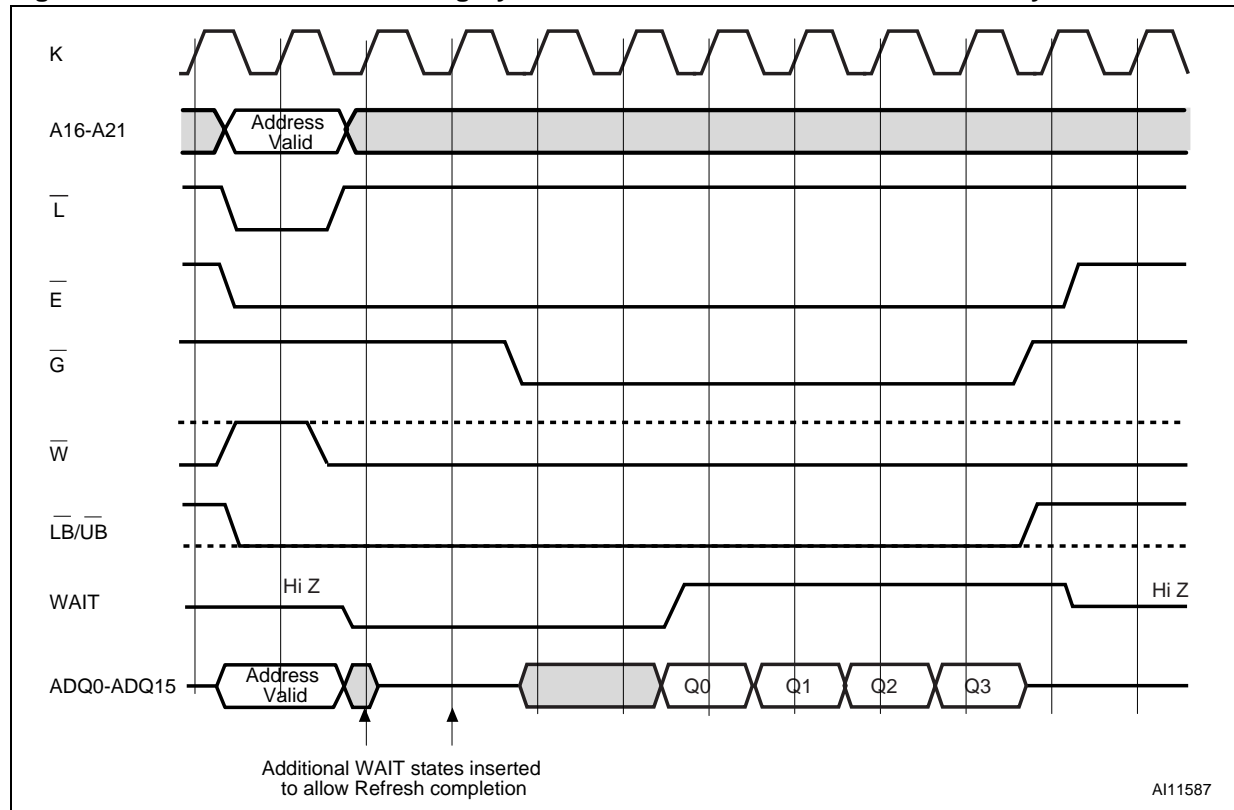 K
A16-A21
Address
Valid
L
E
G
W
LB/UB
WAIT
Hi Z
Hi Z
ADQ0-ADQ15
Address
Valid
Q0
Q1
Q2
Q3
Additional WAIT states inserted
to allow Refresh completion
AI11587